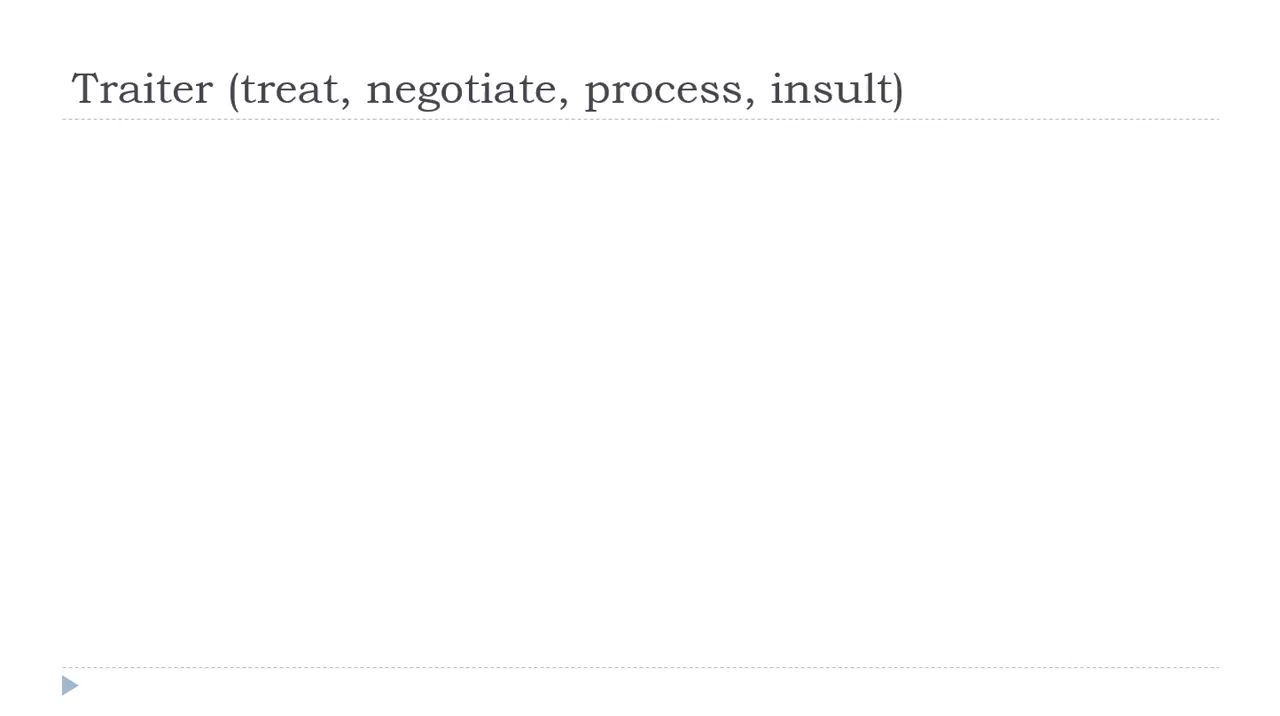 Traiter (treat, negotiate, process, insult)